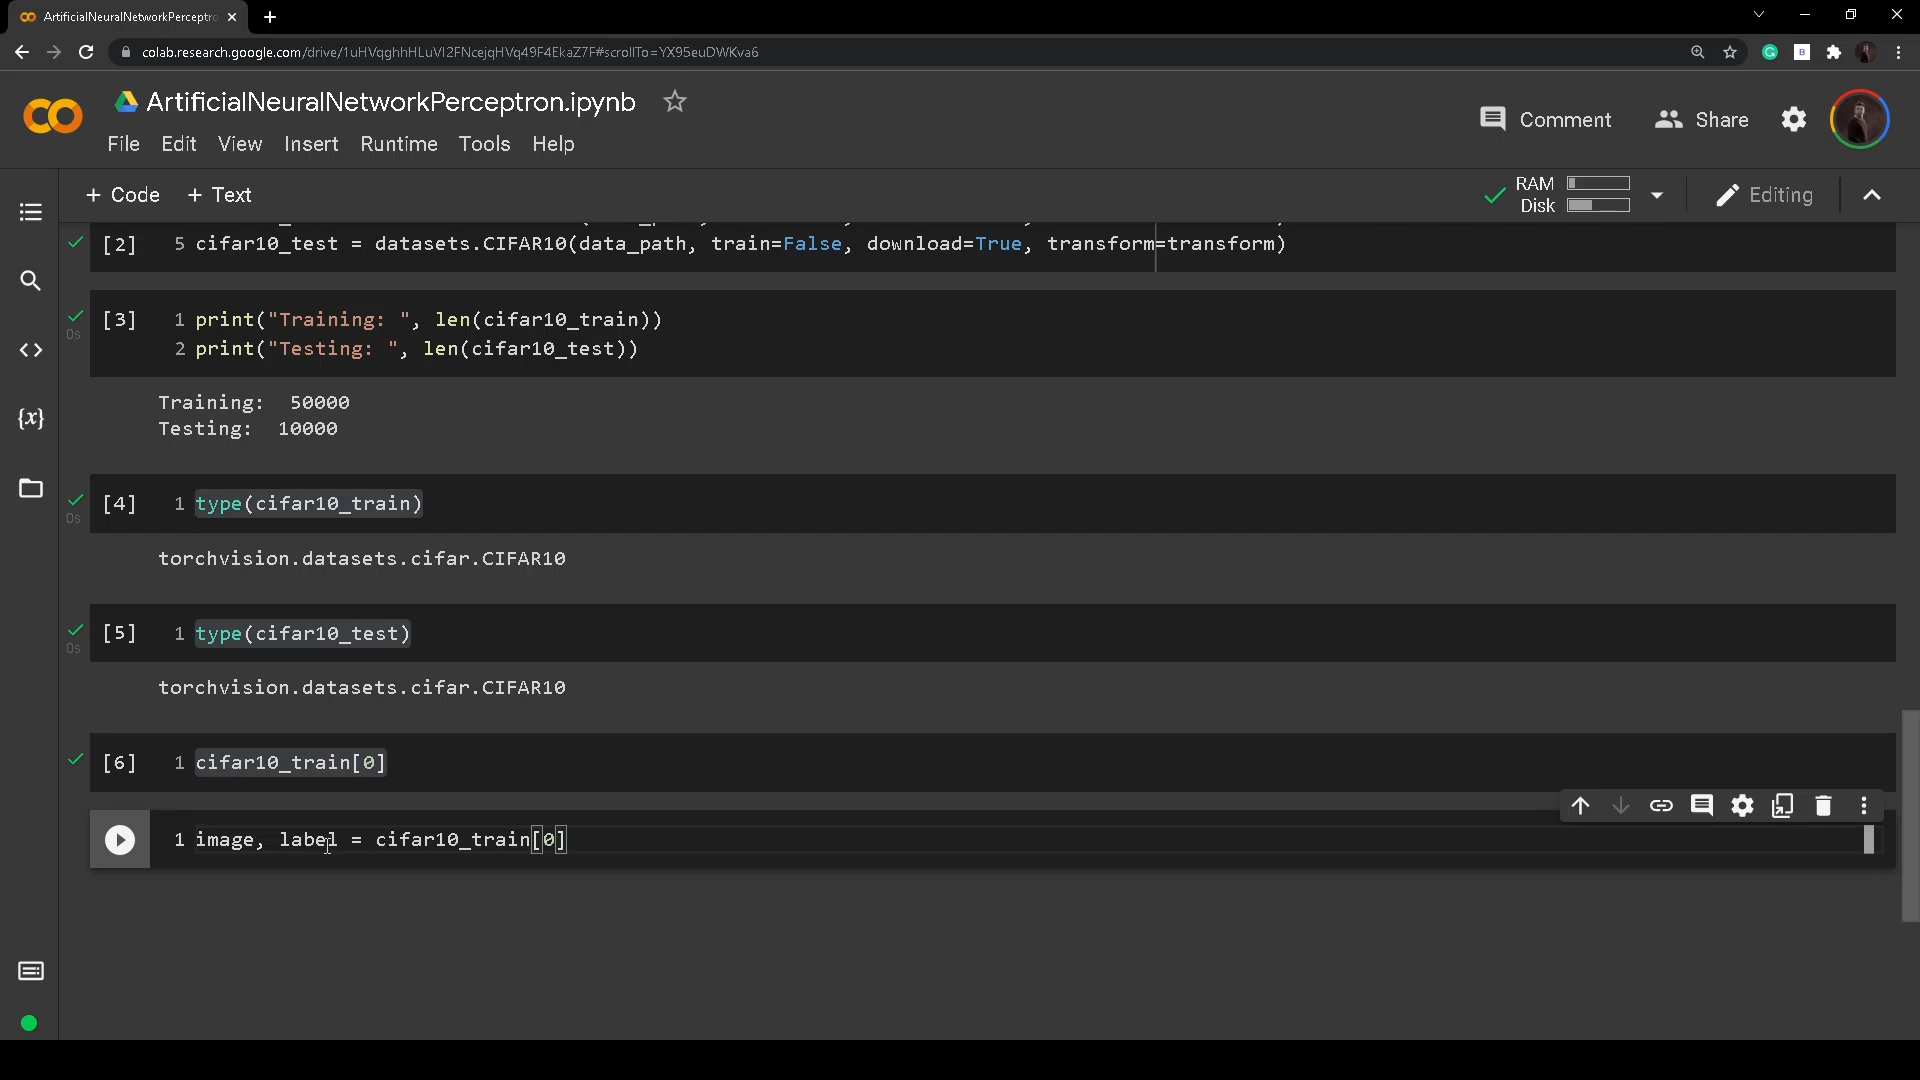 ArtificialNeuralNetworkPerceptro
colab.research.google.com/drive/1uHVqghhHLuVI2FNcejqHVq49F4EkaZ7F#scrollTo=YX95euDWKva6
ArtificialNeuralNetworkPerceptron.ipynb
Comment
Share
File Edit View Insert Runtime Tools Help
+ Code + Text
RAM
Disk
Editing
[2] 5 cifar10_test = datasets.CIFAR10(data_path, train=False, download=True, transform=transform)
[3] 1 print("Training: ", len(cifar10_train))
0s
2 print("Testing: ", len(cifar10_test))
Training:  50000
Testing:  10000
[4] 1 type(cifar10_train)
0s
torchvision.datasets.cifar.CIFAR10
[5] 1 type(cifar10_test)
0s
torchvision.datasets.cifar.CIFAR10
[6] 1 cifar10_train[0]
1 image, label = cifar10_train[0]